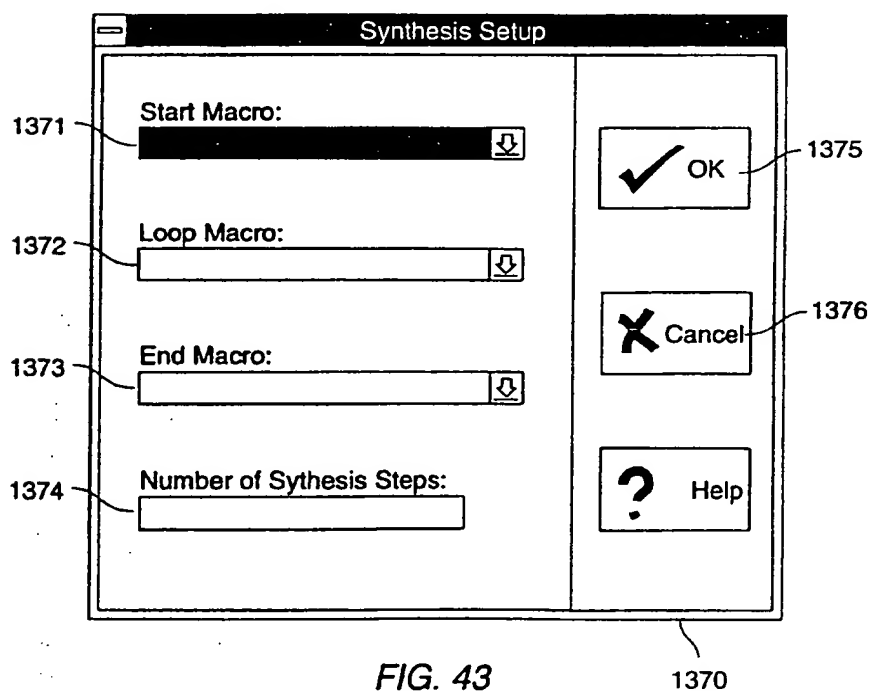 Synthesis Setup
Start Macro:
1371
OK
1375
Loop Macro:
1372
Cancel
1376
End Macro:
1373
Number of Sythesis Steps:
1374
? Help
FIG. 43
1370